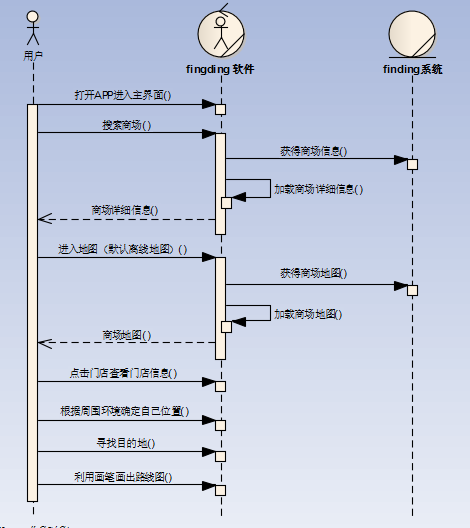 用户
fingding 软件
finding系统
打开APP进入主界面()
搜索商场()
获得商场信息()
加载商场详细信息()
商场详细信息()
进入地图（默认离线地图）()
获得商场地图()
加载商场地图()
商场地图()
点击门店查看门店信息()
根据周围环境确定自己位置()
寻找目的地()
利用画笔画出路线图()